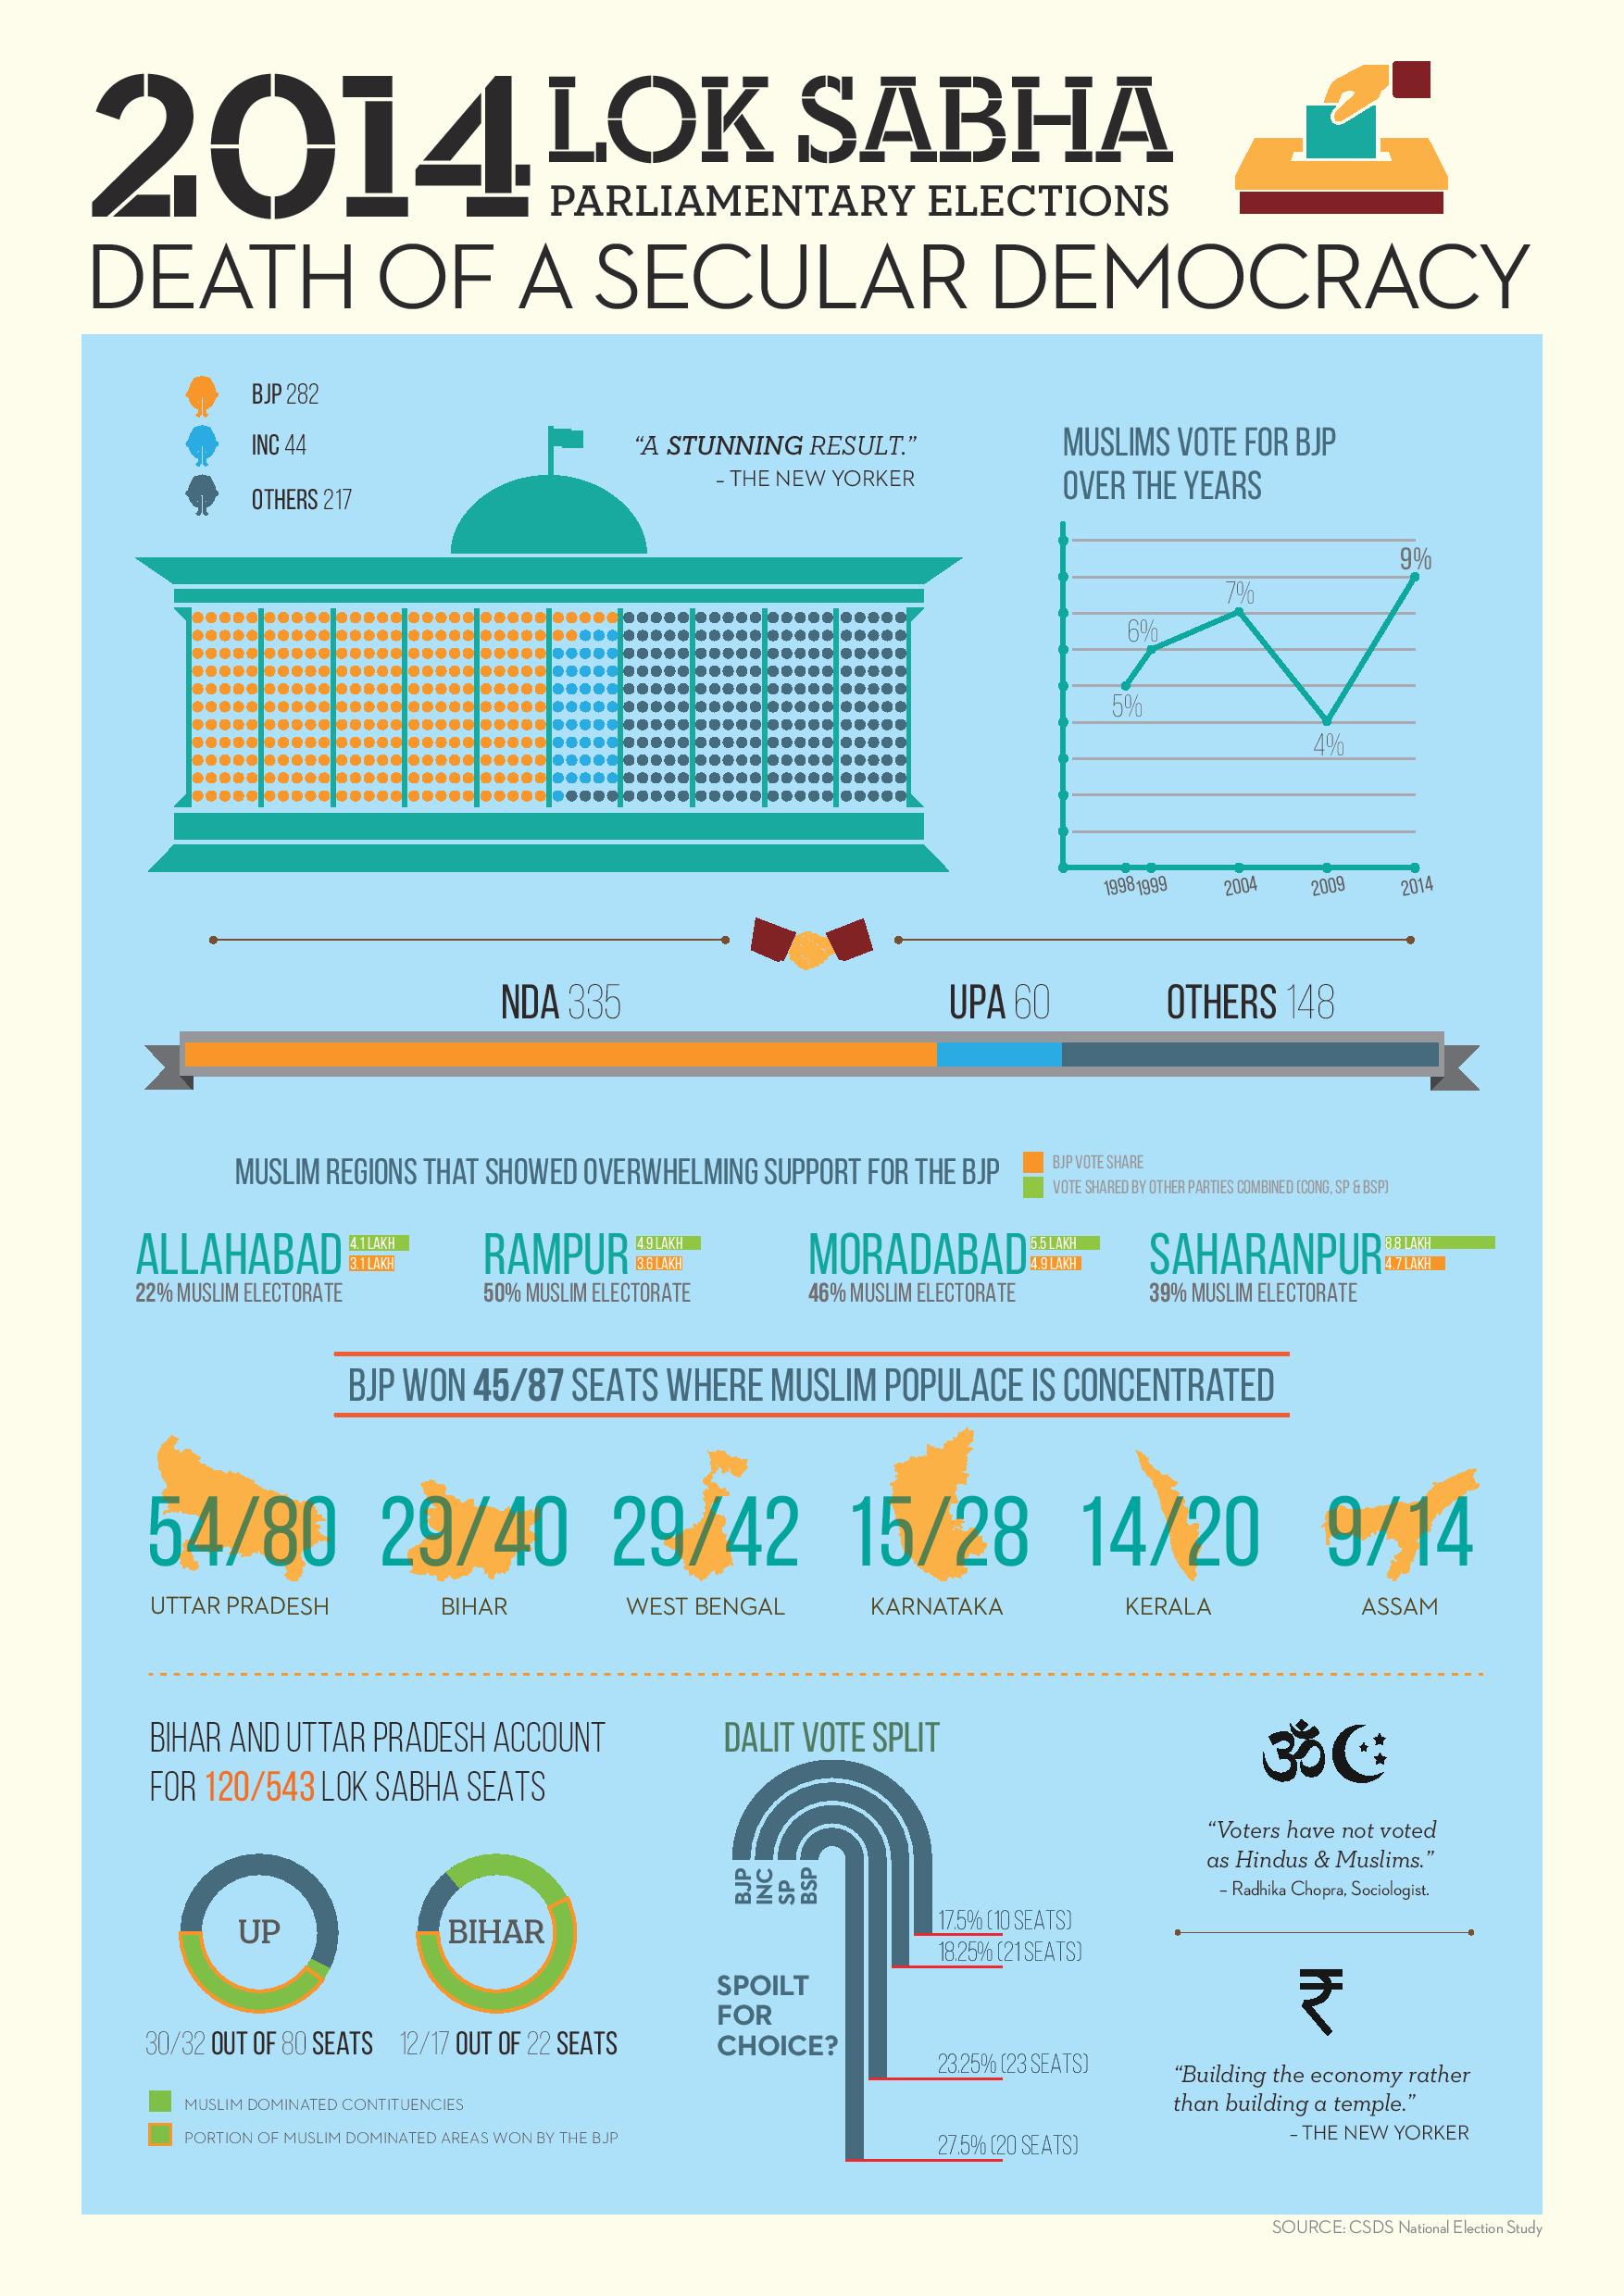 2014 LOK SABHA
PARLIAMENTARY ELECTIONS
DEATH OF A SECULAR DEMOCRACY
BJP 282
INC 44
OTHERS 217
“A STUNNING RESULT.”
– THE NEW YORKER
MUSLIMS VOTE FOR BJP
OVER THE YEARS
9%
7%
6%
5%
4%
1998 1999 2004 2009 2014
NDA 335 UPA 60 OTHERS 148
MUSLIM REGIONS THAT SHOWED OVERWHELMING SUPPORT FOR THE BJP
BJP VOTE SHARE
VOTE SHARED BY OTHER PARTIES COMBINED (CONG, SP & BSP)
ALLAHABAD
4.1 LAKH
3.1 LAKH
22% MUSLIM ELECTORATE
RAMPUR
4.9 LAKH
3.6 LAKH
50% MUSLIM ELECTORATE
MORADABAD
5.5 LAKH
4.9 LAKH
46% MUSLIM ELECTORATE
SAHARANPUR
8.8 LAKH
4.7 LAKH
39% MUSLIM ELECTORATE
BJP WON 45/87 SEATS WHERE MUSLIM POPULACE IS CONCENTRATED
54/80 29/40 29/42 15/28 14/20 9/14
UTTAR PRADESH BIHAR WEST BENGAL KARNATAKA KERALA ASSAM
BIHAR AND UTTAR PRADESH ACCOUNT
FOR 120/543 LOK SABHA SEATS
UP
BIHAR
30/32 OUT OF 80 SEATS
12/17 OUT OF 22 SEATS
MUSLIM DOMINATED CONTITUENCIES
PORTION OF MUSLIM DOMINATED AREAS WON BY THE BJP
DALIT VOTE SPLIT
BJP
INC
SP
BSP
17.5% (10 SEATS)
18.25% (21 SEATS)
SPOILT
FOR
CHOICE?
23.25% (23 SEATS)
27.5% (20 SEATS)
ॐ
“Voters have not voted
as Hindus & Muslims.”
– Radhika Chopra, Sociologist.
₹
“Building the economy rather
than building a temple.”
– THE NEW YORKER
SOURCE: CSDS National Election Study